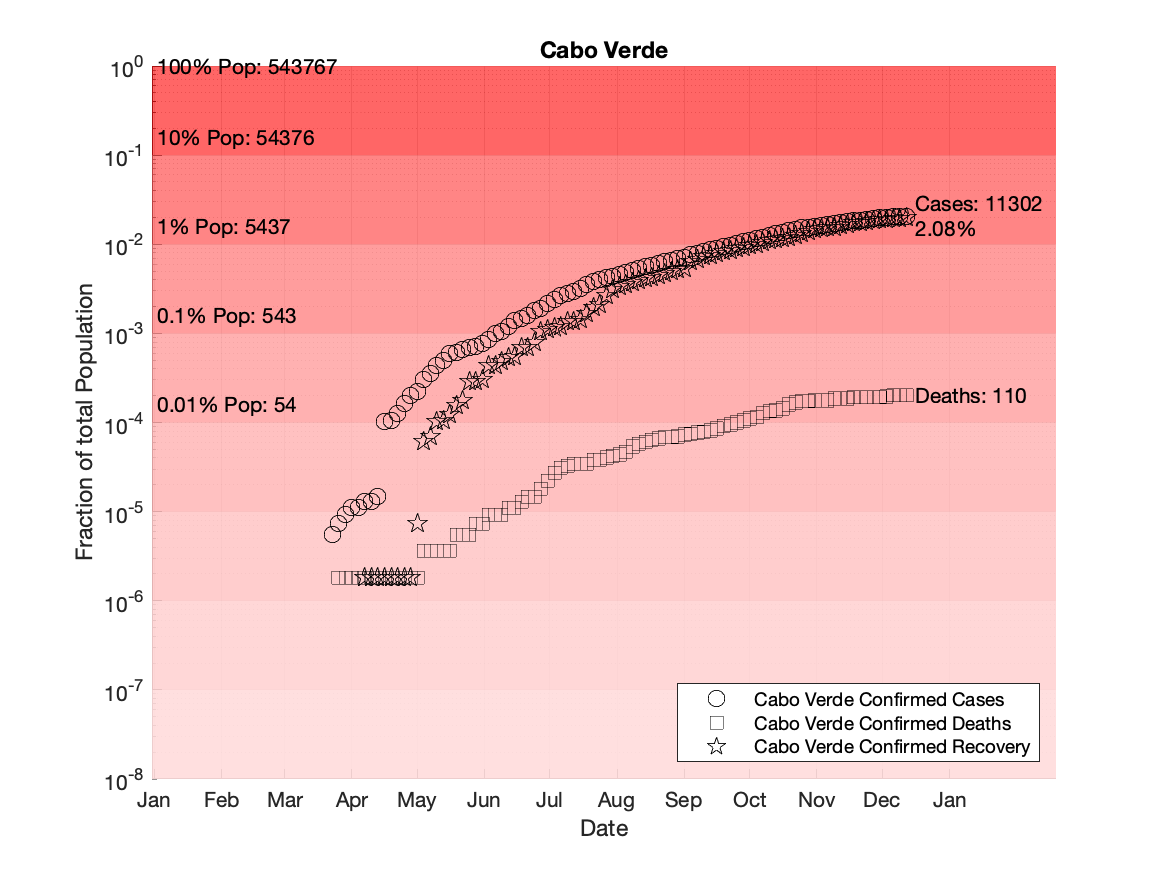 Cabo Verde
10^0
100% Pop: 543767
10% Pop: 54376
10^-1
1% Pop: 5437
10^-2
Cases: 11302
2.08%
0.1% Pop: 543
10^-3
0.01% Pop: 54
10^-4
Deaths: 110
10^-5
10^-6
10^-7
10^-8
Fraction of total Population
Cabo Verde Confirmed Cases
Cabo Verde Confirmed Deaths
Cabo Verde Confirmed Recovery
Jan Feb Mar Apr May Jun Jul Aug Sep Oct Nov Dec Jan
Date